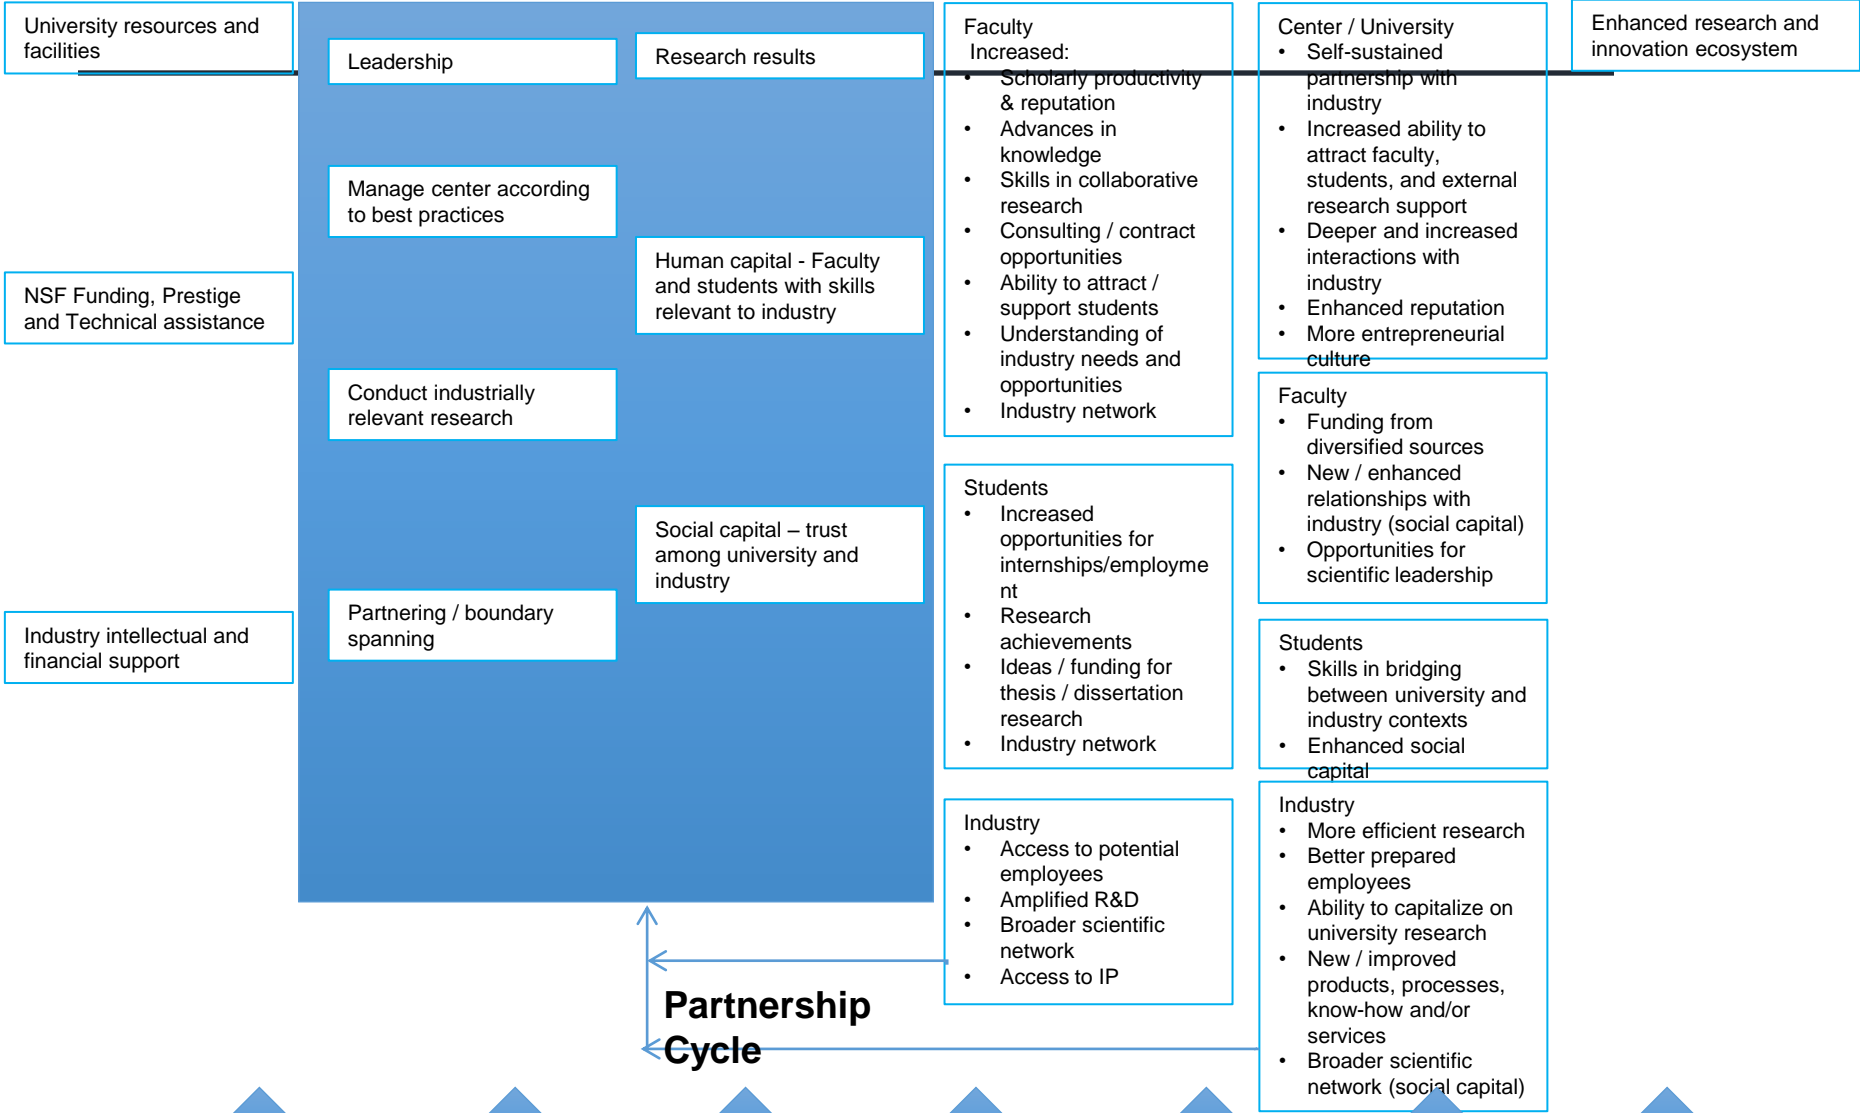 University resources and
facilities
NSF Funding, Prestige
and Technical assistance
Industry intellectual and
financial support
Leadership
Manage center according
to best practices
Conduct industrially
relevant research
Partnering / boundary
spanning
Research results
Human capital - Faculty
and students with skills
relevant to industry
Social capital – trust
among university and
industry
Faculty
Increased:
• Scholarly productivity
& reputation
• Advances in
knowledge
• Skills in collaborative
research
• Consulting / contract
opportunities
• Ability to attract /
support students
• Understanding of
industry needs and
opportunities
• Industry network
Students
• Increased
opportunities for
internships/employme
nt
• Research
achievements
• Ideas / funding for
thesis / dissertation
research
• Industry network
Industry
• Access to potential
employees
• Amplified R&D
• Broader scientific
network
• Access to IP
Center / University
• Self-sustained
partnership with
industry
• Increased ability to
attract faculty,
students, and external
research support
• Deeper and increased
interactions with
industry
• Enhanced reputation
• More entrepreneurial
culture
Faculty
• Funding from
diversified sources
• New / enhanced
relationships with
industry (social capital)
• Opportunities for
scientific leadership
Students
• Skills in bridging
between university and
industry contexts
• Enhanced social
capital
Industry
• More efficient research
• Better prepared
employees
• Ability to capitalize on
university research
• New / improved
products, processes,
know-how and/or
services
• Broader scientific
network (social capital)
Enhanced research and
innovation ecosystem
Partnership
Cycle